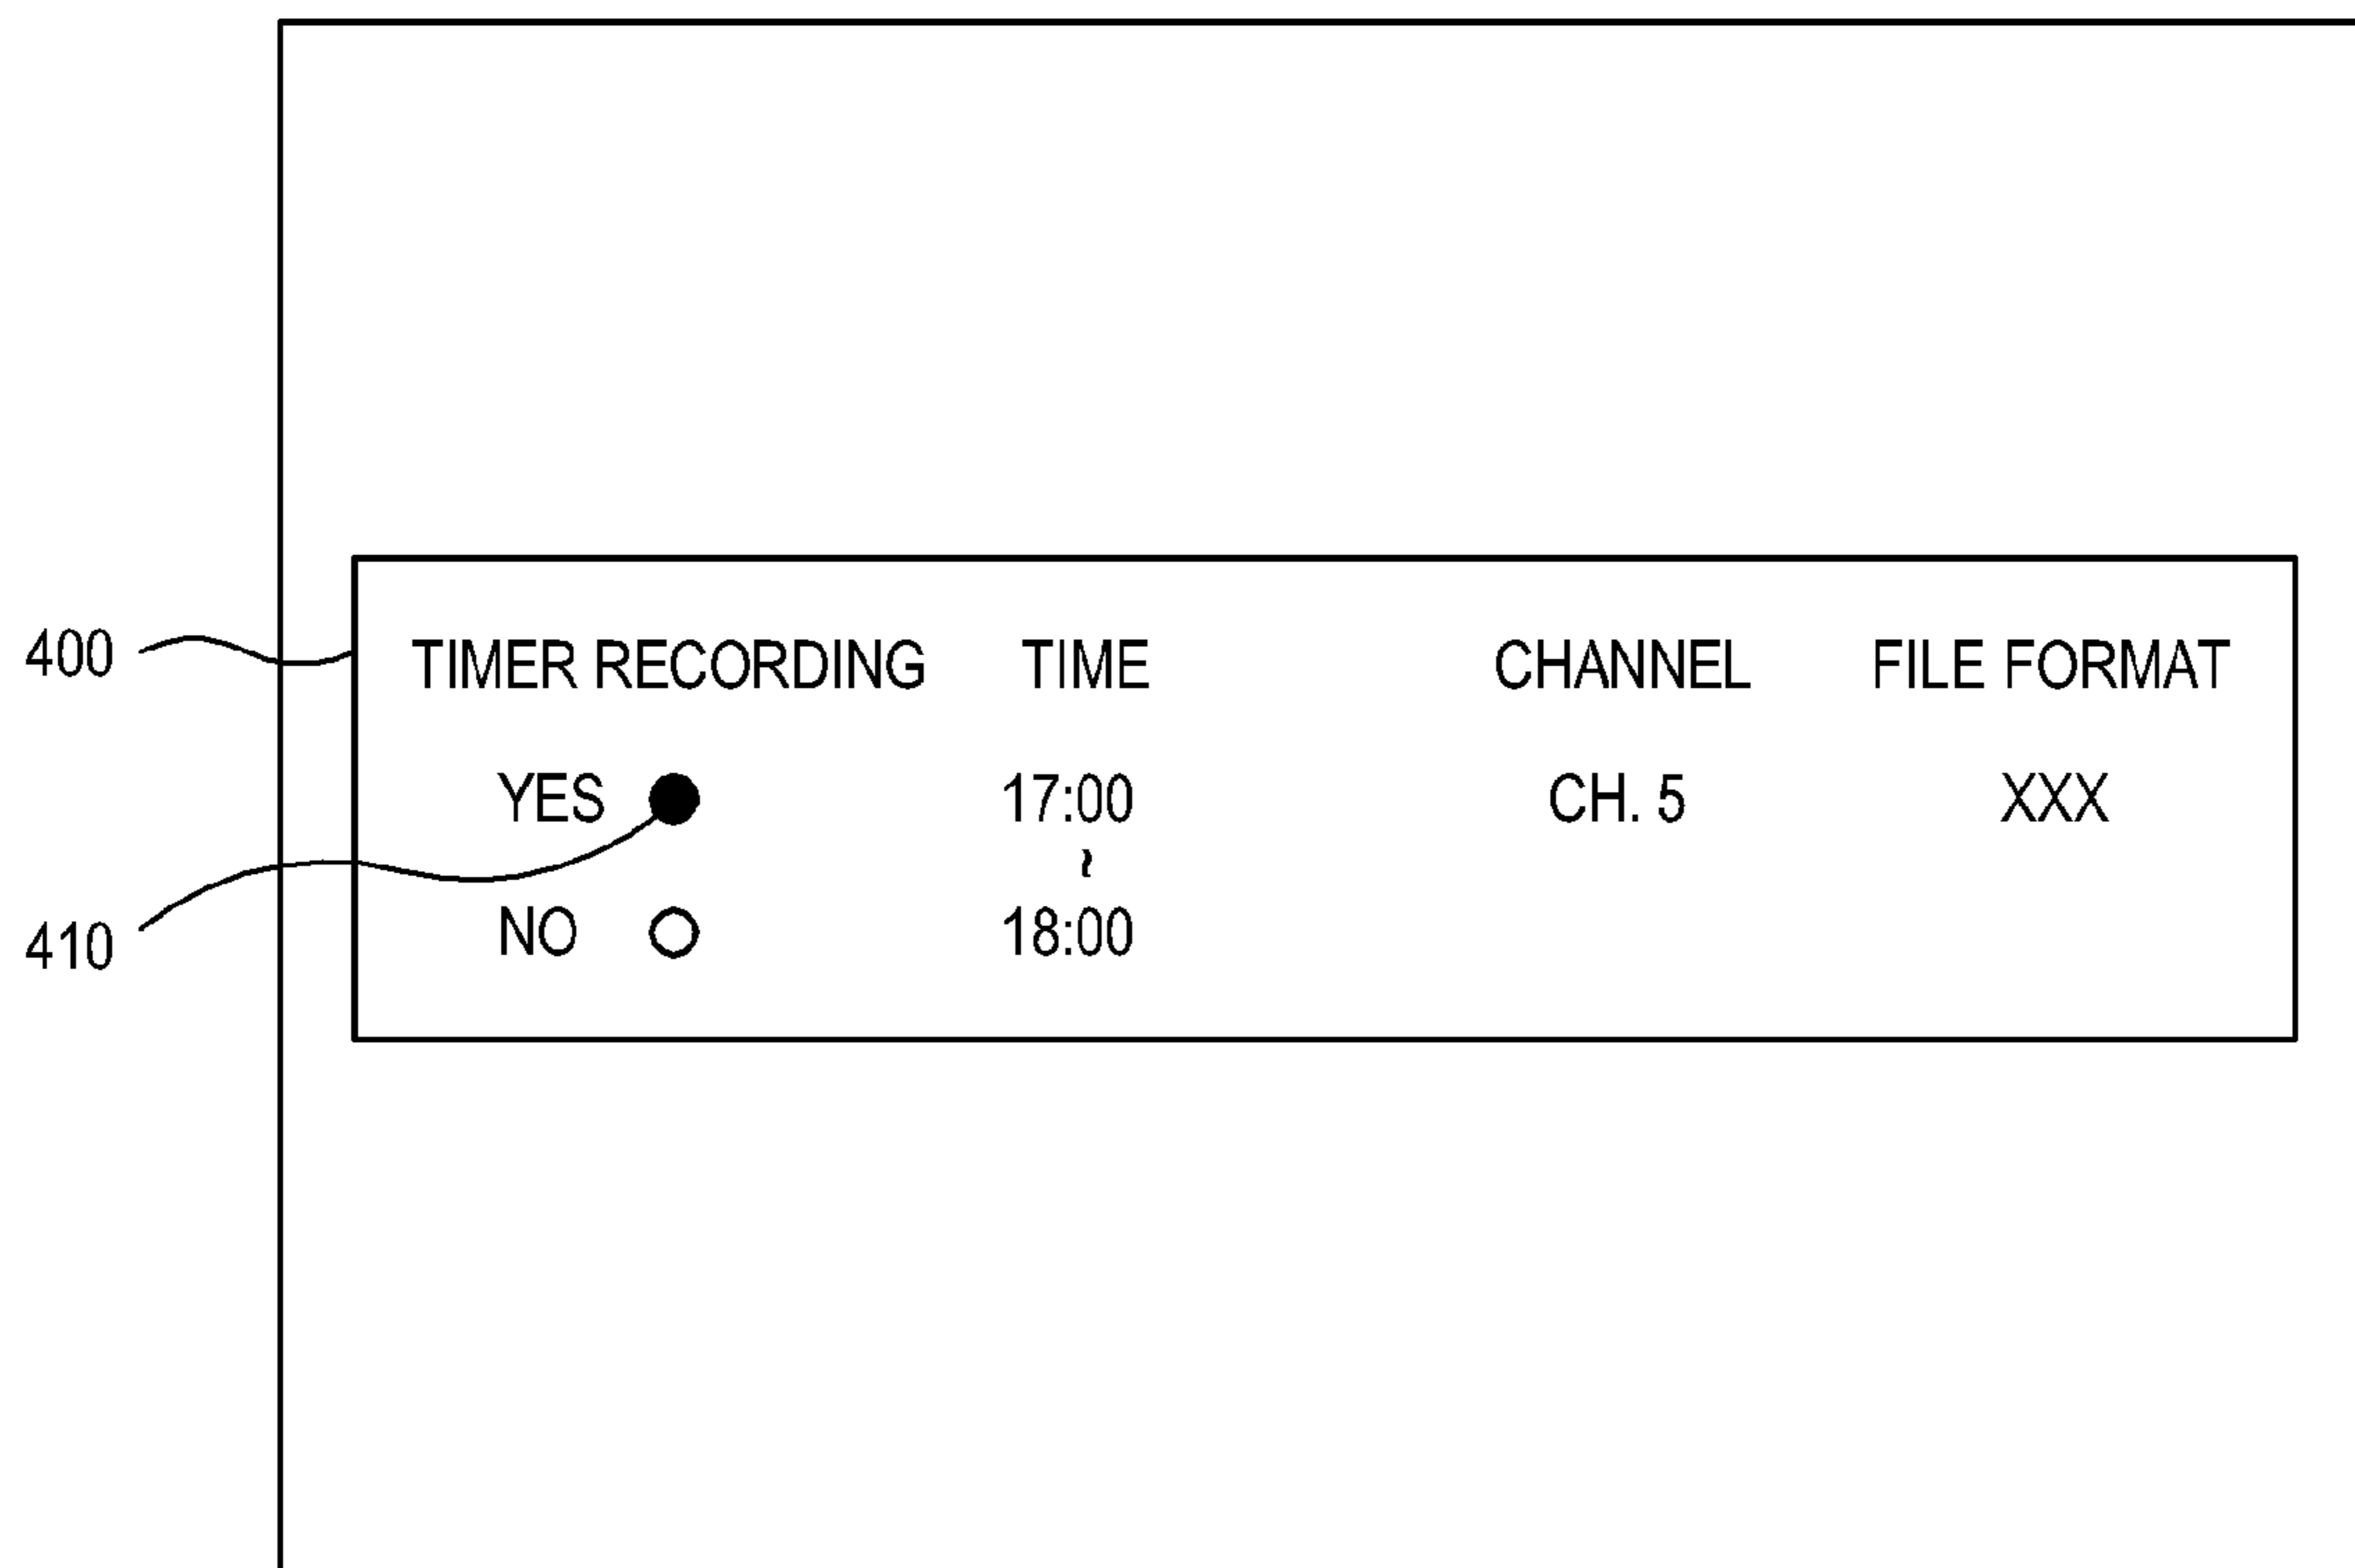 400 TIMER RECORDING TIME CHANNEL FILE FORMAT
YES 17:00 CH. 5 XXX
~
410 NO 18:00